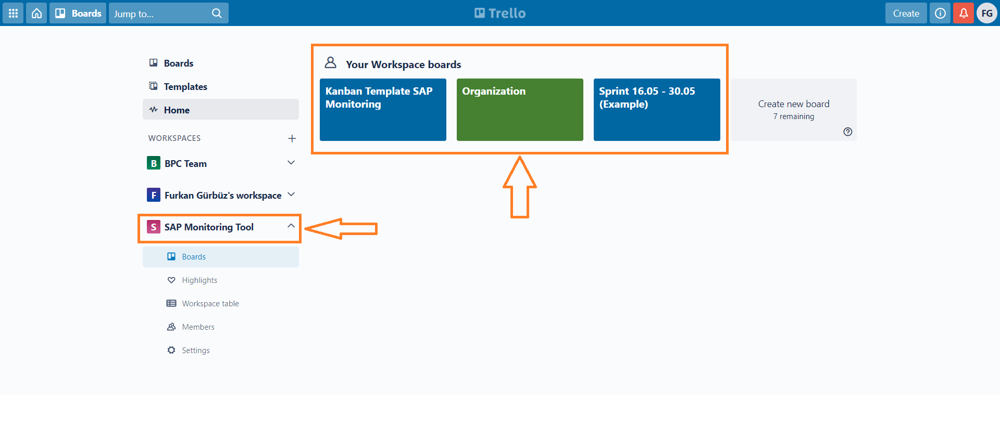 Boards
Jump to...
Trello
Create
FG
Boards
Templates
Home
WORKSPACES
B BPC Team
F Furkan Gürbüz's workspace
S SAP Monitoring Tool
Boards
Highlights
Workspace table
Members
Settings
Your Workspace boards
Kanban Template SAP
Monitoring
Organization
Sprint 16.05 - 30.05
(Example)
Create new board
7 remaining